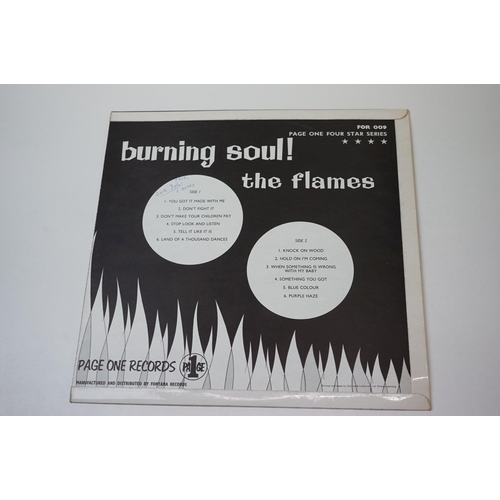 FOR 009
PAGE ONE FOUR STAR SERIES
burning soul!
the flames
SIDE 1
1. YOU GOT IT MADE WITH ME
2. DON'T FIGHT IT
3. DON'T MAKE YOUR CHILDREN PAY
4. STOP LOOK AND LISTEN
5. TELL IT LIKE IT IS
6. LAND OF A THOUSAND DANCES
SIDE 2
1. KNOCK ON WOOD
2. HOLD ON I'M COMING
3. WHEN SOMETHING IS WRONG
WITH MY BABY
4. SOMETHING YOU GOT
5. BLUE COLOUR
6. PURPLE HAZE
PAGE ONE RECORDS
PAGE 1
MANUFACTURED AND DISTRIBUTED BY FONTANA RECORDS